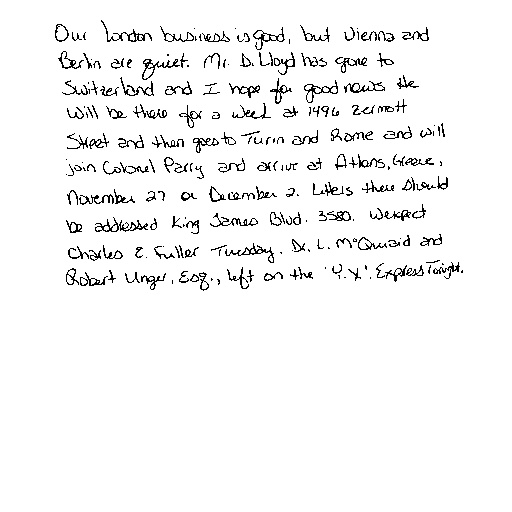 Our London business is good, but Vienna and
Berlin are quiet. Mr. D. Lloyd has gone to
Switzerland and I hope for good news. He
will be there for a week at 1496 Zermott
Street and then goes to Turin and Rome and will
join Colonel Parry and arrive at Athens, Greece,
November 27 or December 2. Letters there should
be addressed King James Blvd. 3580. We expect
Charles E. Fuller Tuesday. Dr. L. McQuaid and
Robert Unger, Esq., left on the 'Y.X'. Express Tonight.